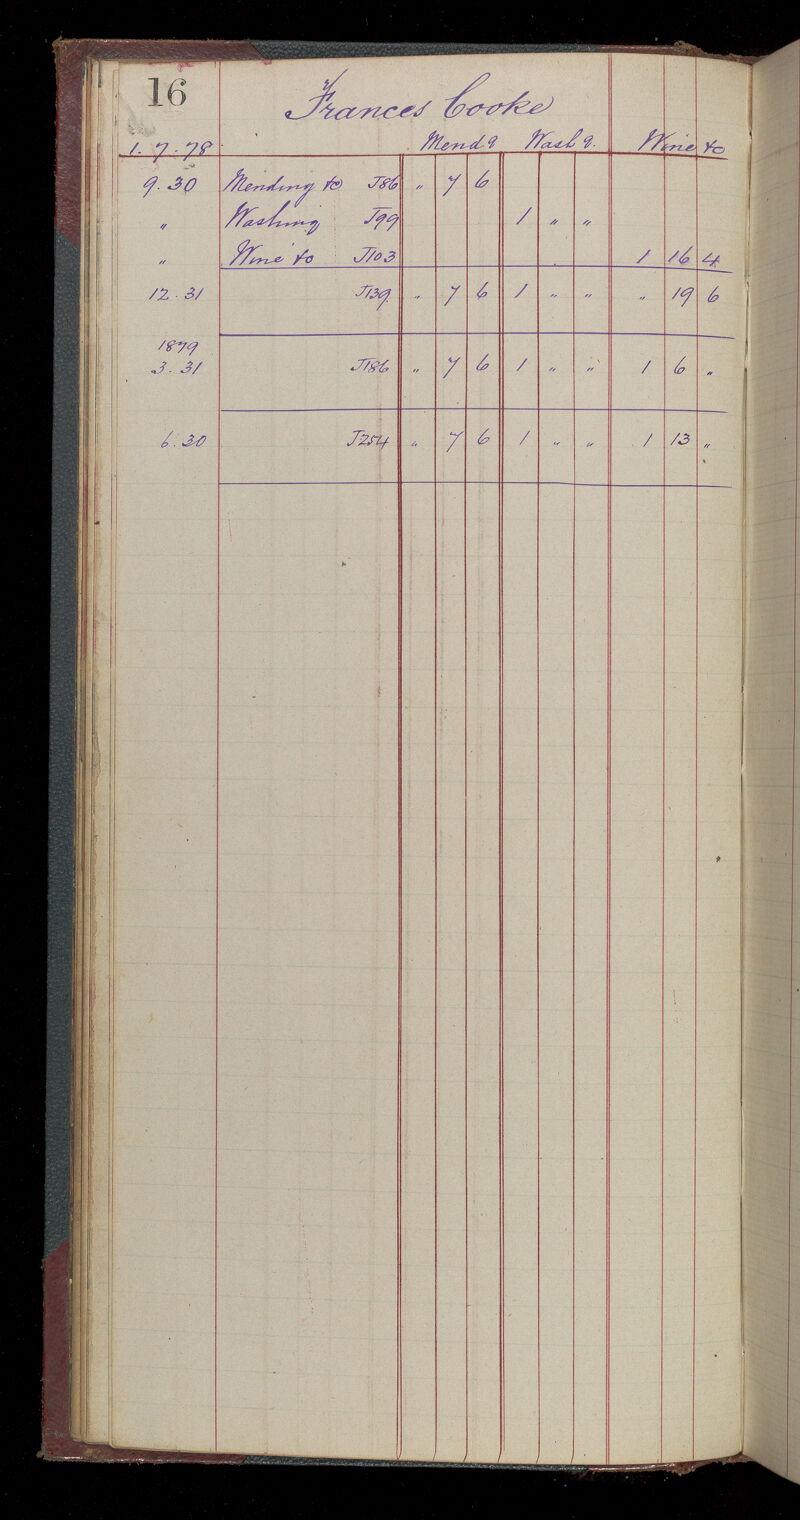 16
Frances Cooke
1. 7. 78 Mendg Washg. Wine &c
9. 30 Mending &c J86 " 7 6
" Washing J99 1 " "
" Wine &c J103 1 16 4
12. 31 J139 " 7 6 1 " " " 19 6
1879
3. 31 J186 " 7 6 1 " " 1 6 "
6. 30 J254 " 7 6 1 " " 1 13 "